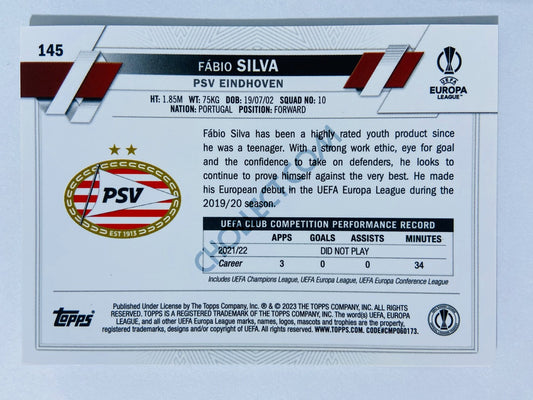 145
FÁBIO SILVA
PSV EINDHOVEN
HT: 1.85M WT: 75KG DOB: 19/07/02 SQUAD NO: 10
NATION: PORTUGAL POSITION: FORWARD
UEFA
EUROPA
LEAGUE™
Fábio Silva has been a highly rated youth product since
he was a teenager. With a strong work ethic, eye for goal
and the confidence to take on defenders, he looks to
continue to prove himself against the very best. He made
his European debut in the UEFA Europa League during the
2019/20 season.
PSV
EST 1913
UEFA CLUB COMPETITION PERFORMANCE RECORD
APPS GOALS ASSISTS MINUTES
2021/22 DID NOT PLAY
Career 3 0 0 34
Includes UEFA Champions League, UEFA Europa League, UEFA Europa Conference League
Topps
Published Under License by The Topps Company, Inc. ® & © 2023 THE TOPPS COMPANY, INC. ALL RIGHTS
RESERVED. TOPPS IS A REGISTERED TRADEMARK OF THE TOPPS COMPANY, INC. The word(s) UEFA, EUROPA
LEAGUE, and all other UEFA Europa League marks, names, logos, mascots and trophies are the property,
registered trademarks, designs and/or copyright of UEFA. All rights reserved. WWW.TOPPS.COM. CODE#CMP060173.
CHOLLECT.COM